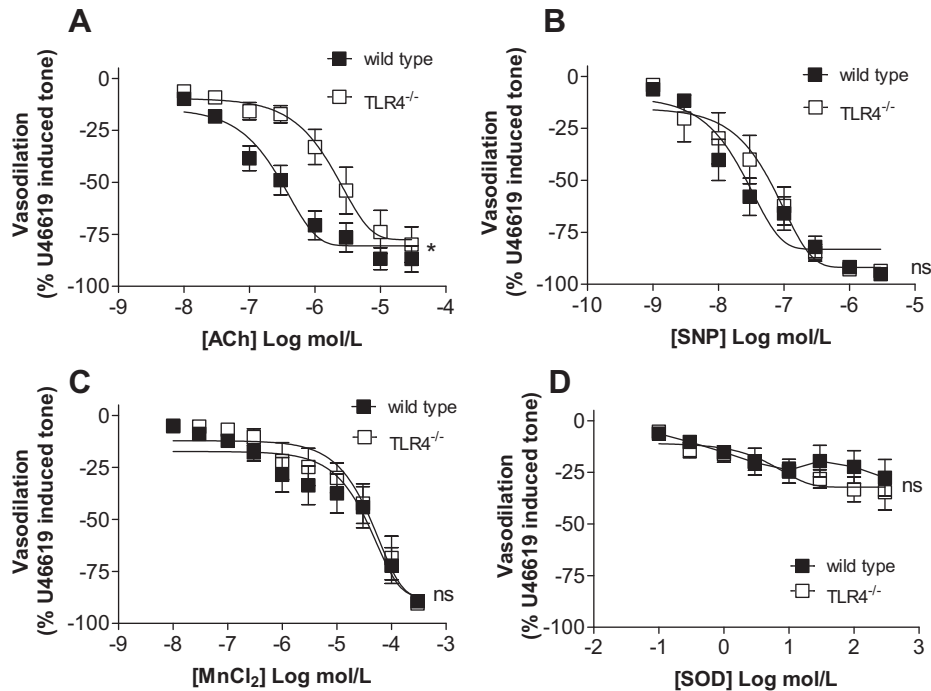 A
Vasodilation
(% U46619 induced tone)
0
-25
-50
-75
-100
wild type
TLR4-/-
*
-9 -8 -7 -6 -5 -4
[ACh] Log mol/L
B
Vasodilation
(% U46619 induced tone)
0
-25
-50
-75
-100
wild type
TLR4-/-
ns
-10 -9 -8 -7 -6 -5
[SNP] Log mol/L
C
Vasodilation
(% U46619 induced tone)
0
-25
-50
-75
-100
wild type
TLR4-/-
ns
-9 -8 -7 -6 -5 -4 -3
[MnCl2] Log mol/L
D
Vasodilation
(% U46619 induced tone)
0
-25
-50
-75
-100
ns
wild type
TLR4-/-
-2 -1 0 1 2 3
[SOD] Log mol/L